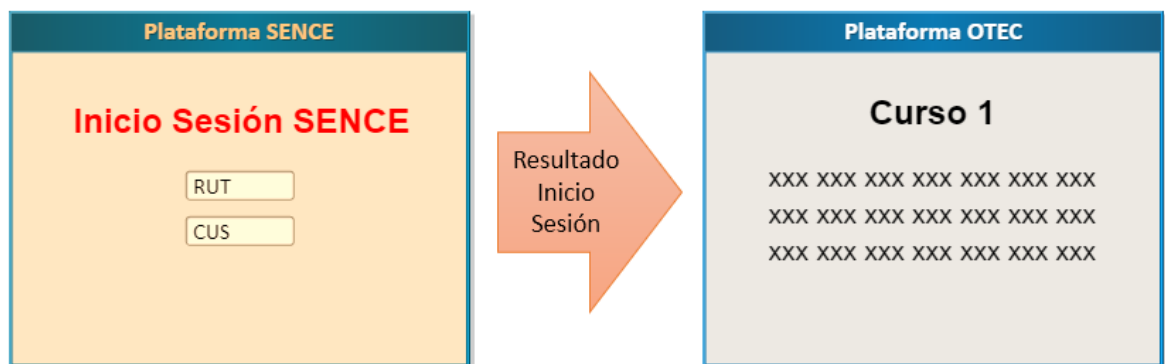 Plataforma SENCE
Inicio Sesión SENCE
RUT
CUS
Resultado
Inicio
Sesión
Plataforma OTEC
Curso 1
xxx xxx xxx xxx xxx xxx xxx
xxx xxx xxx xxx xxx xxx xxx
xxx xxx xxx xxx xxx xxx xxx